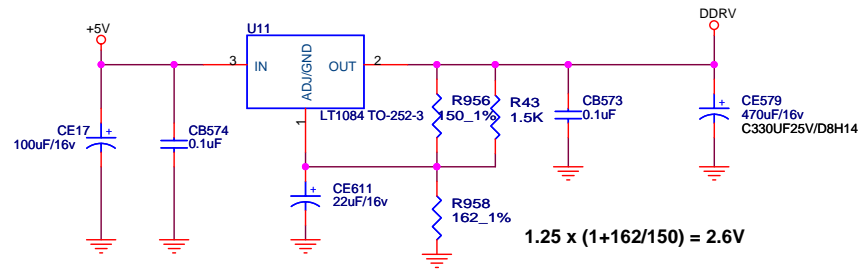 DDRV
+5V
U11
3
IN
OUT
2
ADJ/GND
1
LT1084 TO-252-3
R956
150_1%
R43
1.5K
CB573
0.1uF
CE579
470uF/16v
C330UF25V/D8H14
CE17
100uF/16v
CB574
0.1uF
CE611
22uF/16v
R958
162_1%
1.25 x (1+162/150) = 2.6V
+
+
+